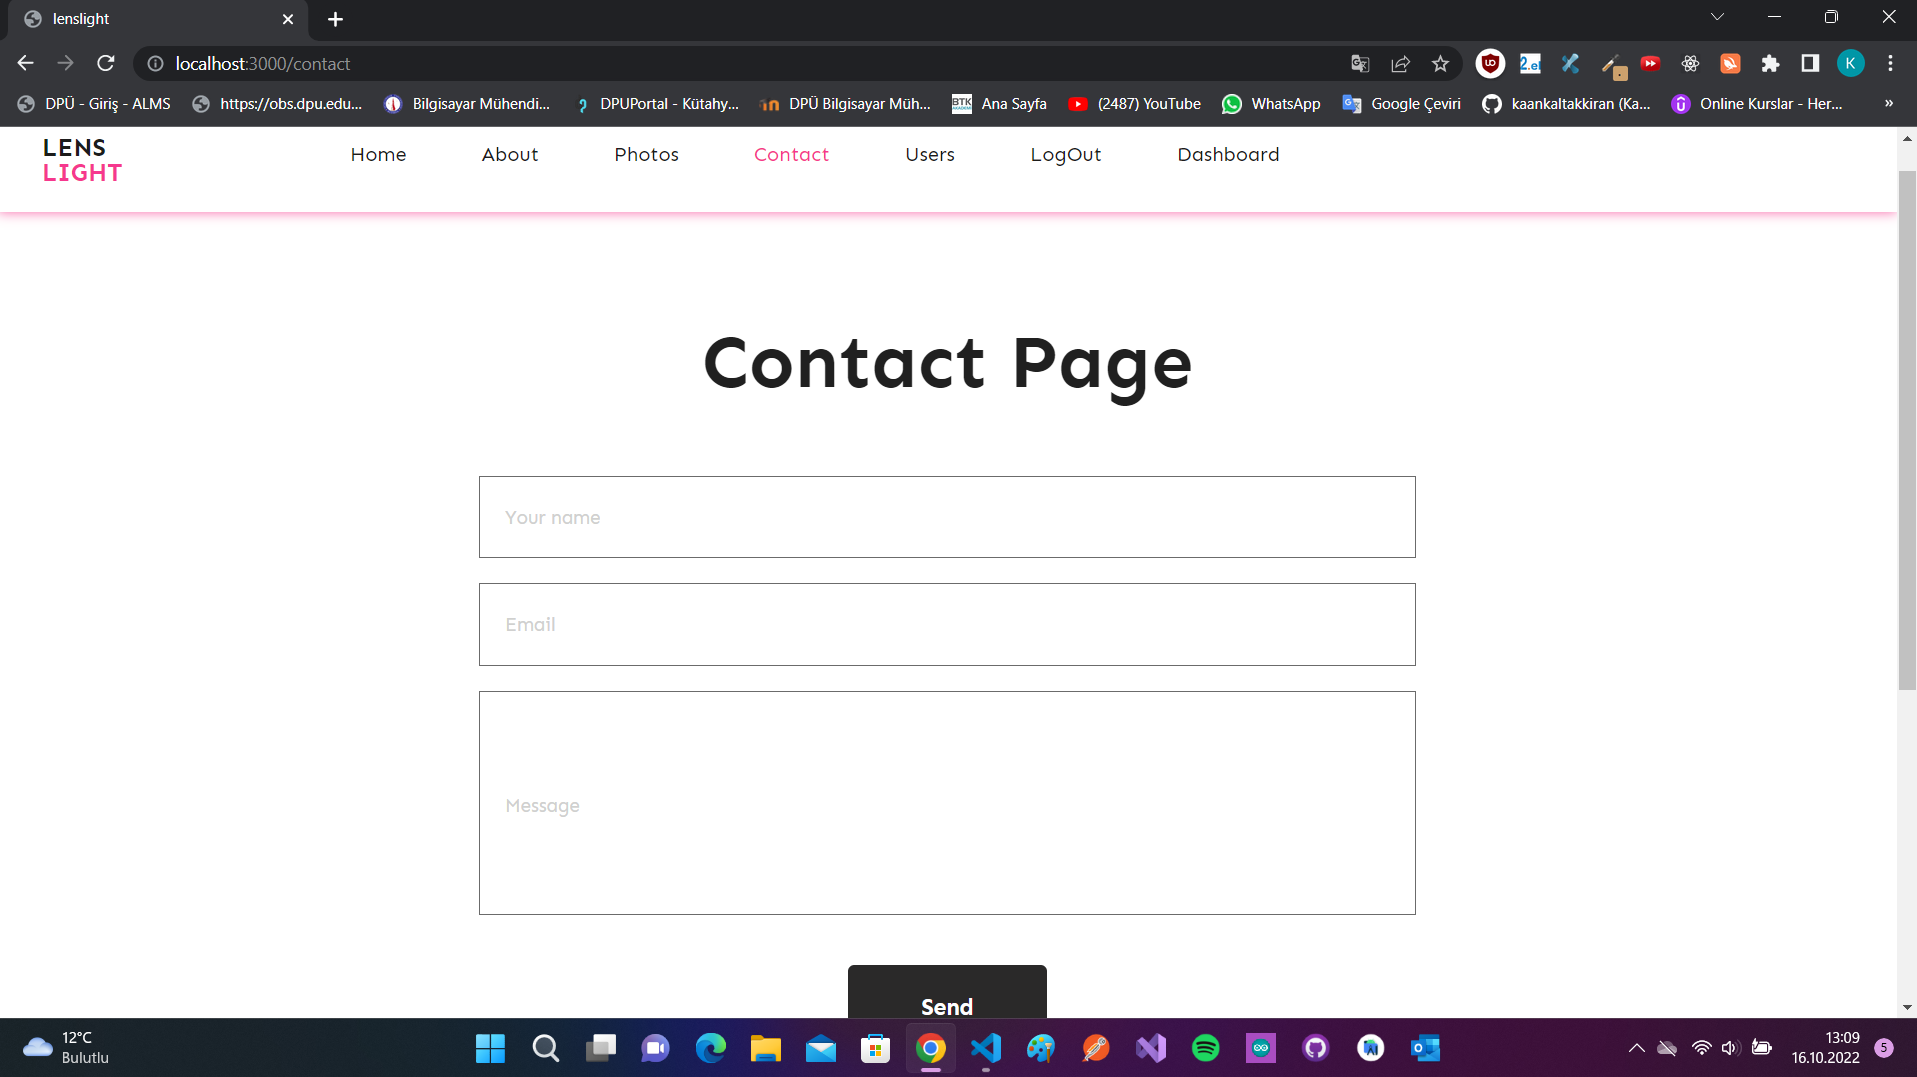 lenslight
localhost:3000/contact
DPÜ - Giriş - ALMS
https://obs.dpu.edu...
Bilgisayar Mühendi...
DPUPortal - Kütahy...
DPÜ Bilgisayar Müh...
BTK
Ana Sayfa
(2487) YouTube
WhatsApp
Google Çeviri
kaankaltakkiran (Ka...
Online Kurslar - Her...
»
K
LENS
LIGHT
Home
About
Photos
Contact
Users
LogOut
Dashboard
Contact Page
Your name
Email
Message
Send
12°C
Bulutlu
13:09
16.10.2022
5